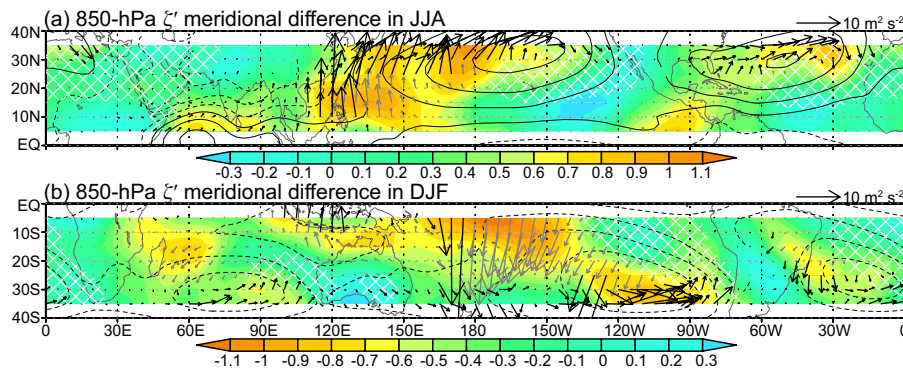 (a) 850-hPa ζ' meridional difference in JJA
10 m² s⁻²
40N
30N
20N
10N
EQ
-0.3 -0.2 -0.1 0 0.1 0.2 0.3 0.4 0.5 0.6 0.7 0.8 0.9 1 1.1
(b) 850-hPa ζ' meridional difference in DJF
10 m² s⁻²
EQ
10S
20S
30S
40S
0 30E 60E 90E 120E 150E 180 150W 120W 90W 60W 30W 0
-1.1 -1 -0.9 -0.8 -0.7 -0.6 -0.5 -0.4 -0.3 -0.2 -0.1 0 0.1 0.2 0.3